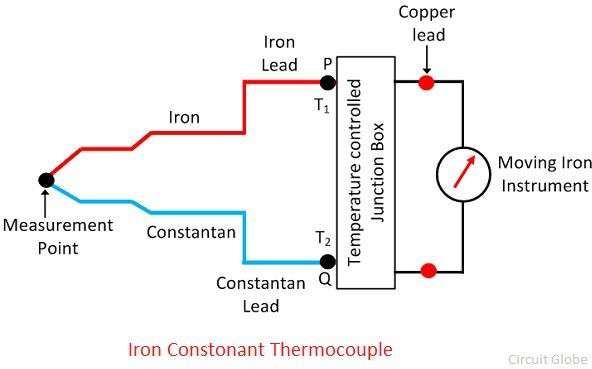 Copper
lead
Iron
Lead
P
T1
Iron
Temperature controlled
Junction Box
Moving Iron
Instrument
Measurement
Point
Constantan
T2
Q
Constantan
Lead
Iron Constonant Thermocouple
Circuit Globe